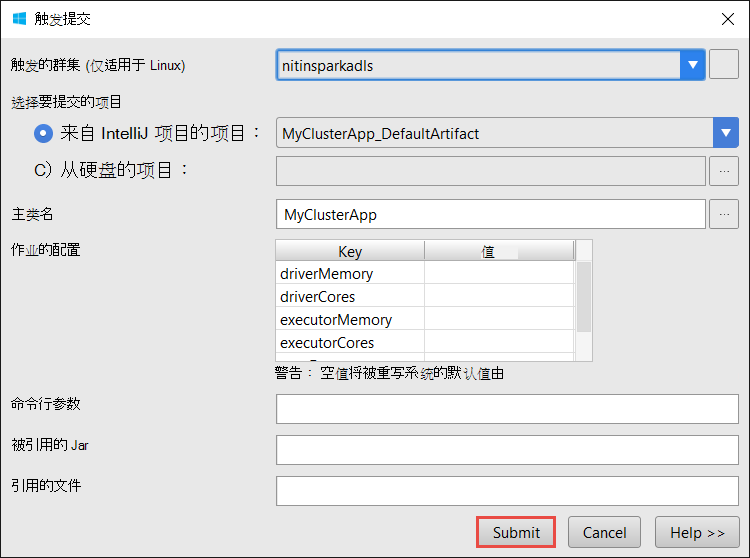 触发提交
触发的群集 (仅适用于 Linux)
nitinsparkadls
选择要提交的项目
来自 IntelliJ 项目的项目：
MyClusterApp_DefaultArtifact
C) 从硬盘的项目：
...
主类名
MyClusterApp
...
作业的配置
Key 值
driverMemory
driverCores
executorMemory
executorCores
警告： 空值将被重写系统的默认值由
命令行参数
被引用的 Jar
引用的文件
Submit Cancel Help >>